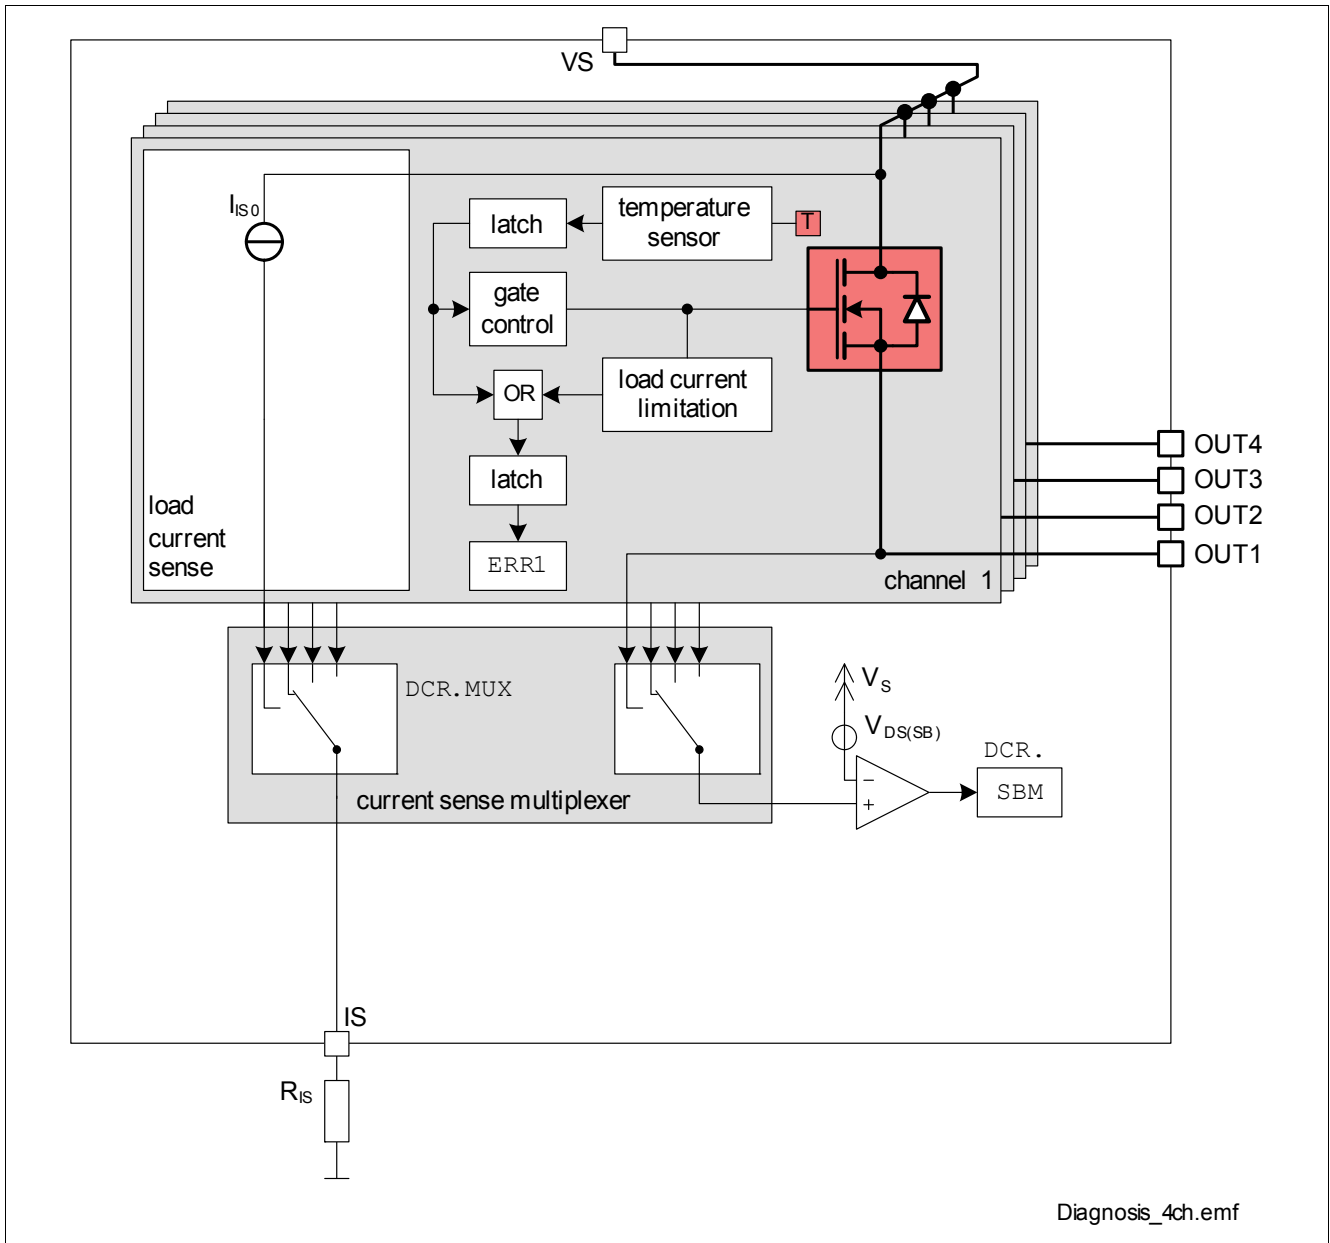 VS
I IS0
latch
temperature
sensor
T
gate
control
OR
load current
limitation
latch
ERR1
load
current
sense
channel 1
OUT4
OUT3
OUT2
OUT1
DCR.MUX
current sense multiplexer
VS
VDS(SB)
−
+
DCR.
SBM
IS
RIS
Diagnosis_4ch.emf